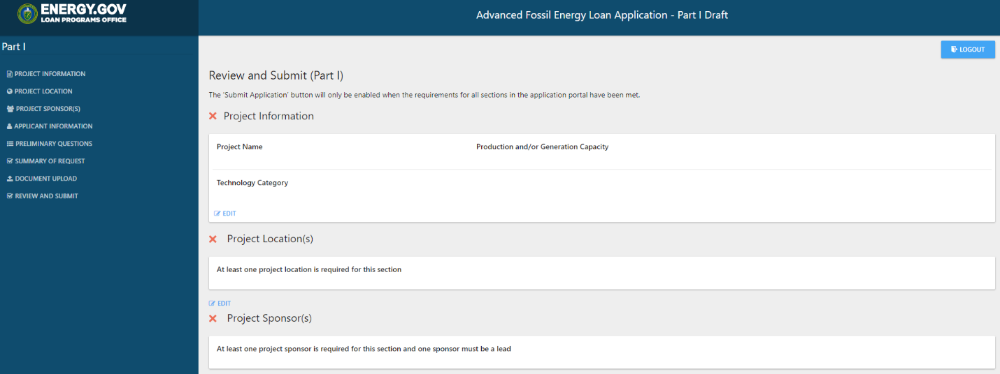 ENERGY.GOV
LOAN PROGRAMS OFFICE
Advanced Fossil Energy Loan Application - Part I Draft
Part I
PROJECT INFORMATION
PROJECT LOCATION
PROJECT SPONSOR(S)
APPLICANT INFORMATION
PRELIMINARY QUESTIONS
SUMMARY OF REQUEST
DOCUMENT UPLOAD
REVIEW AND SUBMIT
LOGOUT
Review and Submit (Part I)
The 'Submit Application' button will only be enabled when the requirements for all sections in the application portal have been met.
Project Information
Project Name
Production and/or Generation Capacity
Technology Category
EDIT
Project Location(s)
At least one project location is required for this section
EDIT
Project Sponsor(s)
At least one project sponsor is required for this section and one sponsor must be a lead